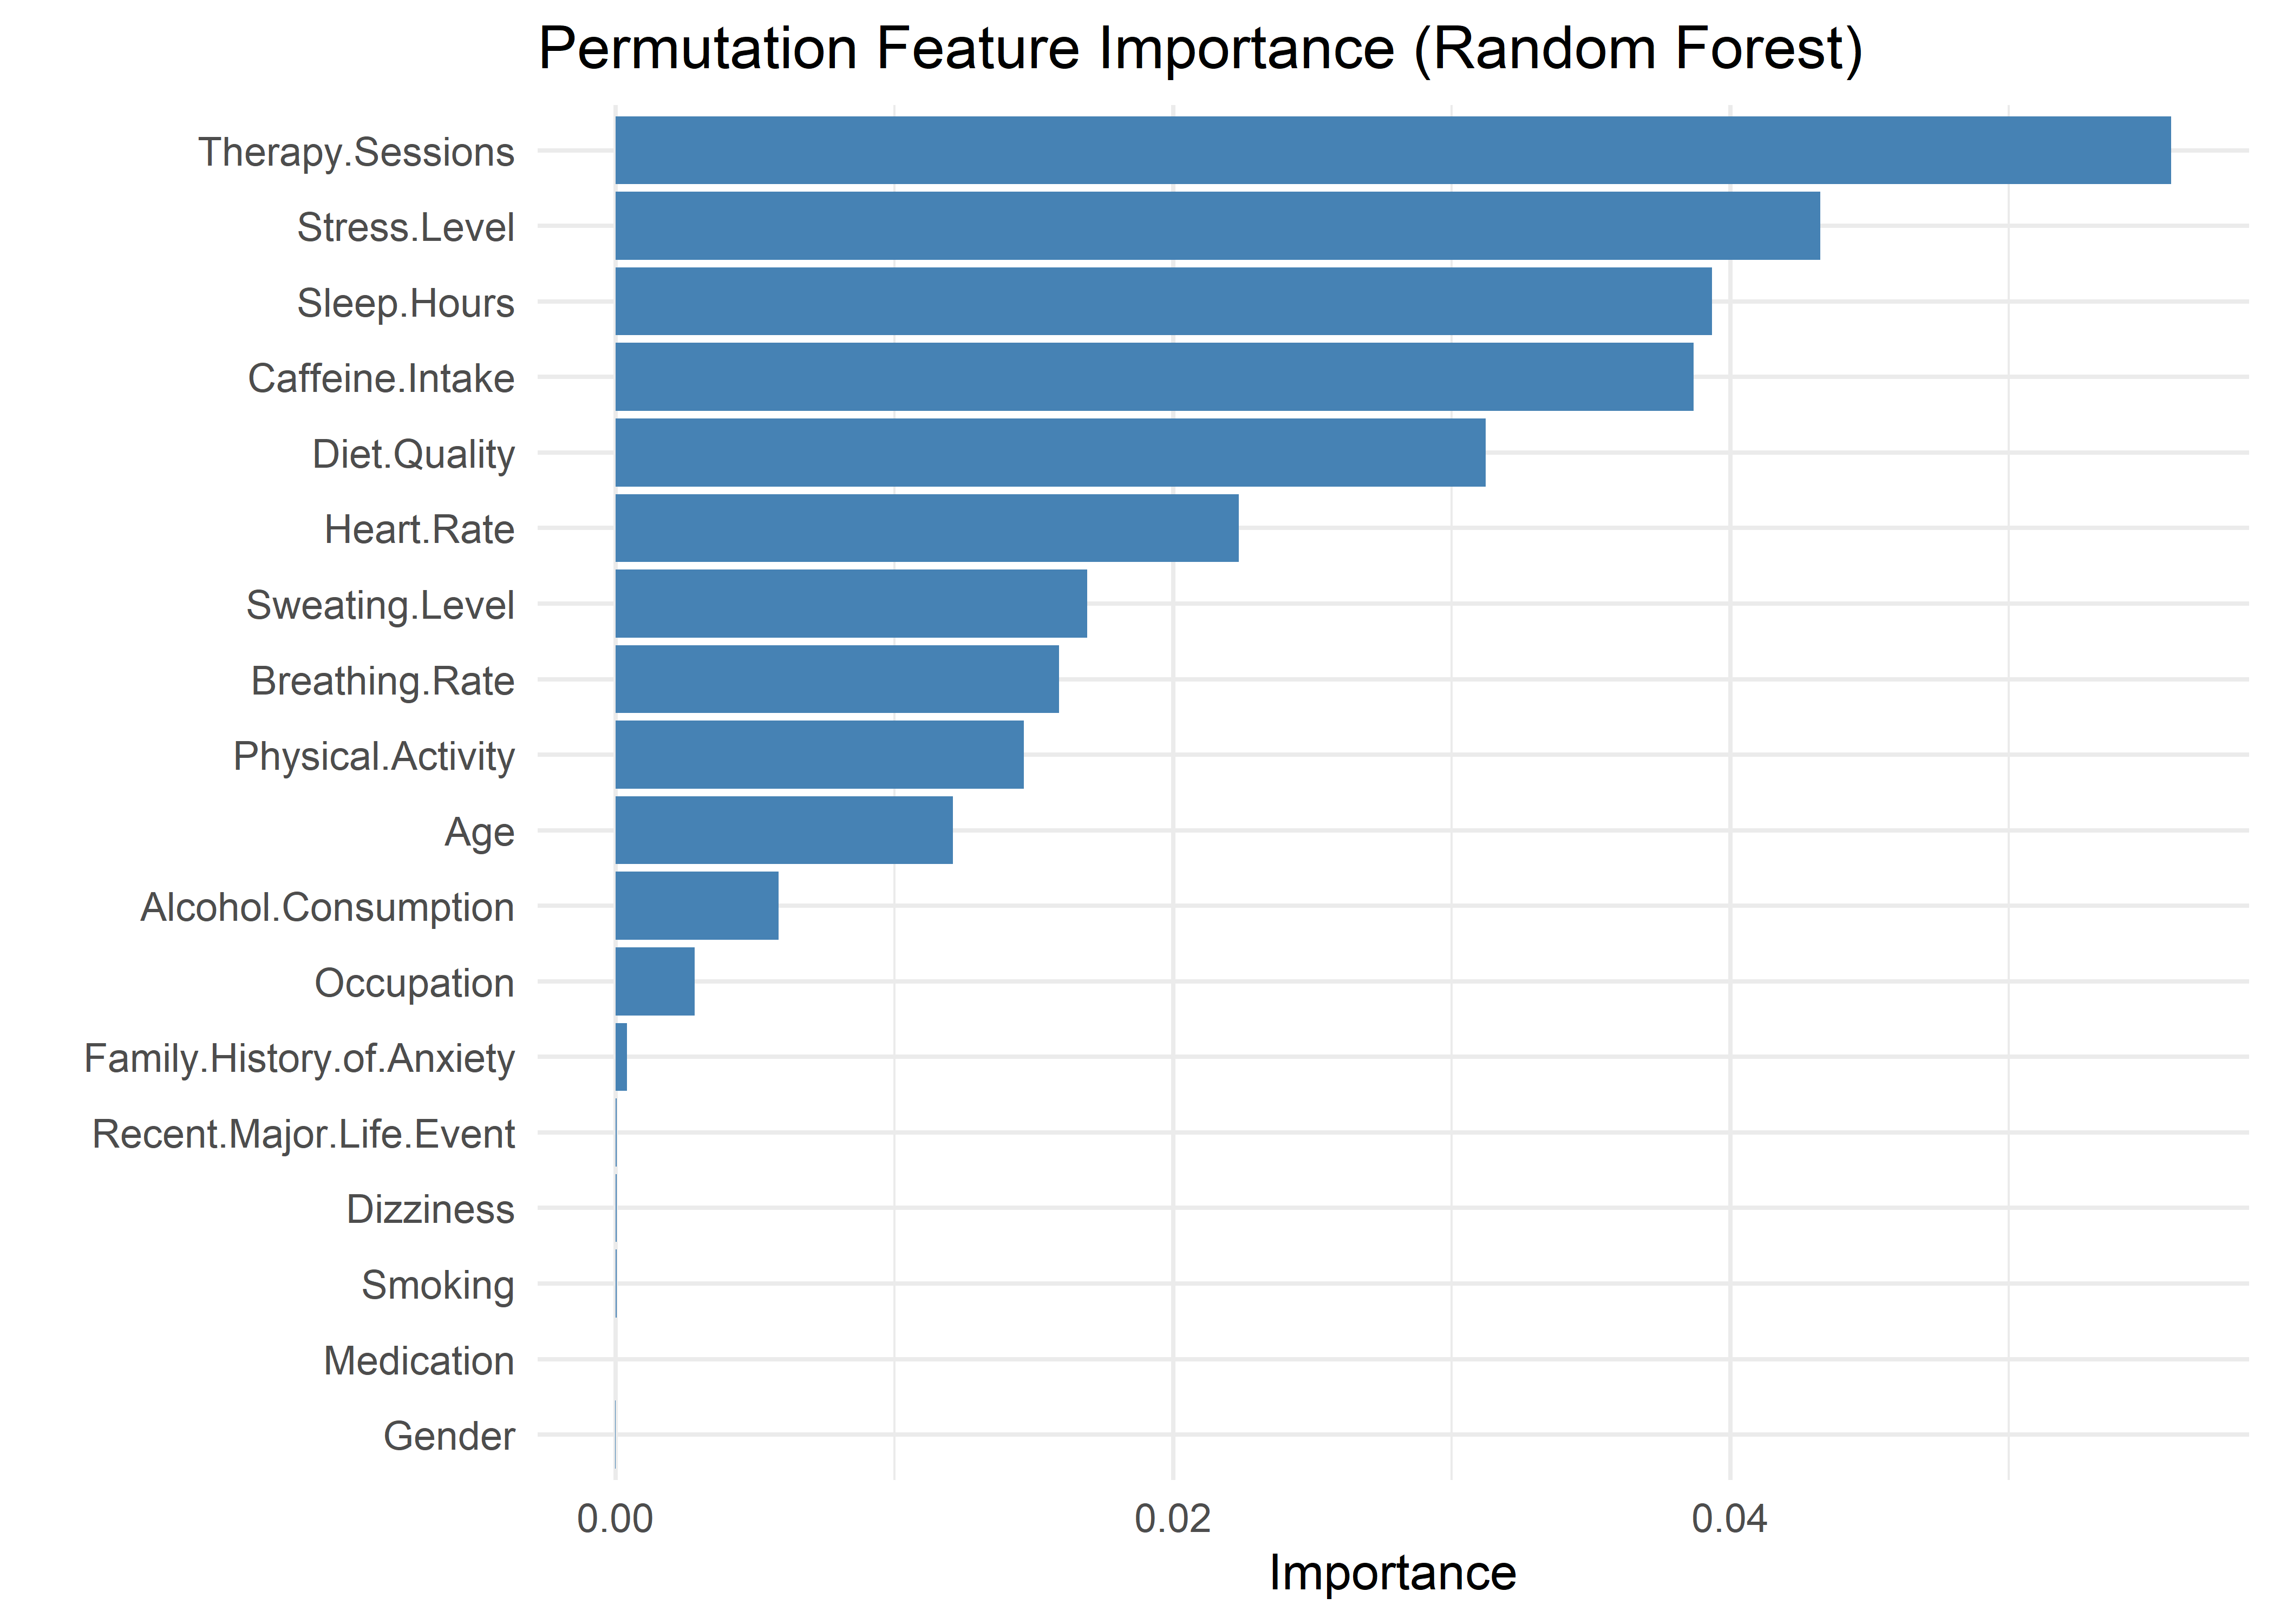 Permutation Feature Importance (Random Forest)
Therapy.Sessions
Stress.Level
Sleep.Hours
Caffeine.Intake
Diet.Quality
Heart.Rate
Sweating.Level
Breathing.Rate
Physical.Activity
Age
Alcohol.Consumption
Occupation
Family.History.of.Anxiety
Recent.Major.Life.Event
Dizziness
Smoking
Medication
Gender
0.00 0.02 0.04
Importance